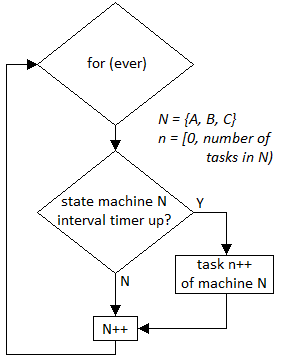 for (ever)
N = {A, B, C}
n = [0, number of
tasks in N)
state machine N
interval timer up?
Y
task n++
of machine N
N
N++